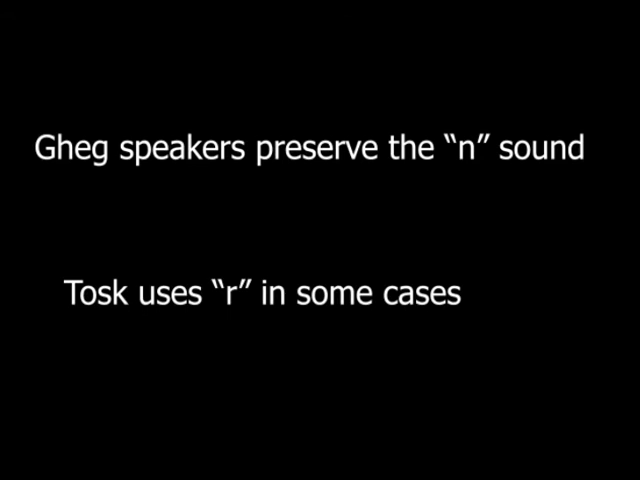 Gheg speakers preserve the “n” sound
Tosk uses “r” in some cases